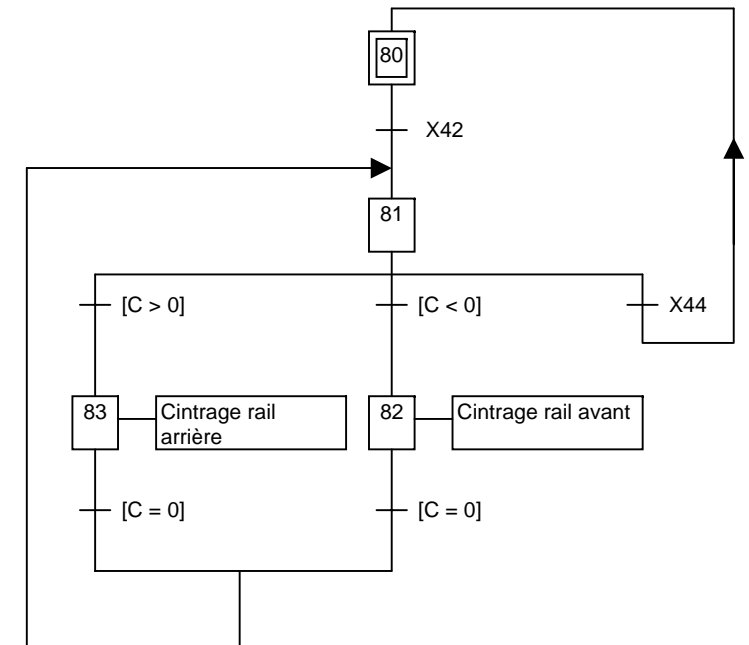 80
X42
81
[C > 0]
[C < 0]
X44
83
Cintrage rail
arrière
82
Cintrage rail avant
[C = 0]
[C = 0]